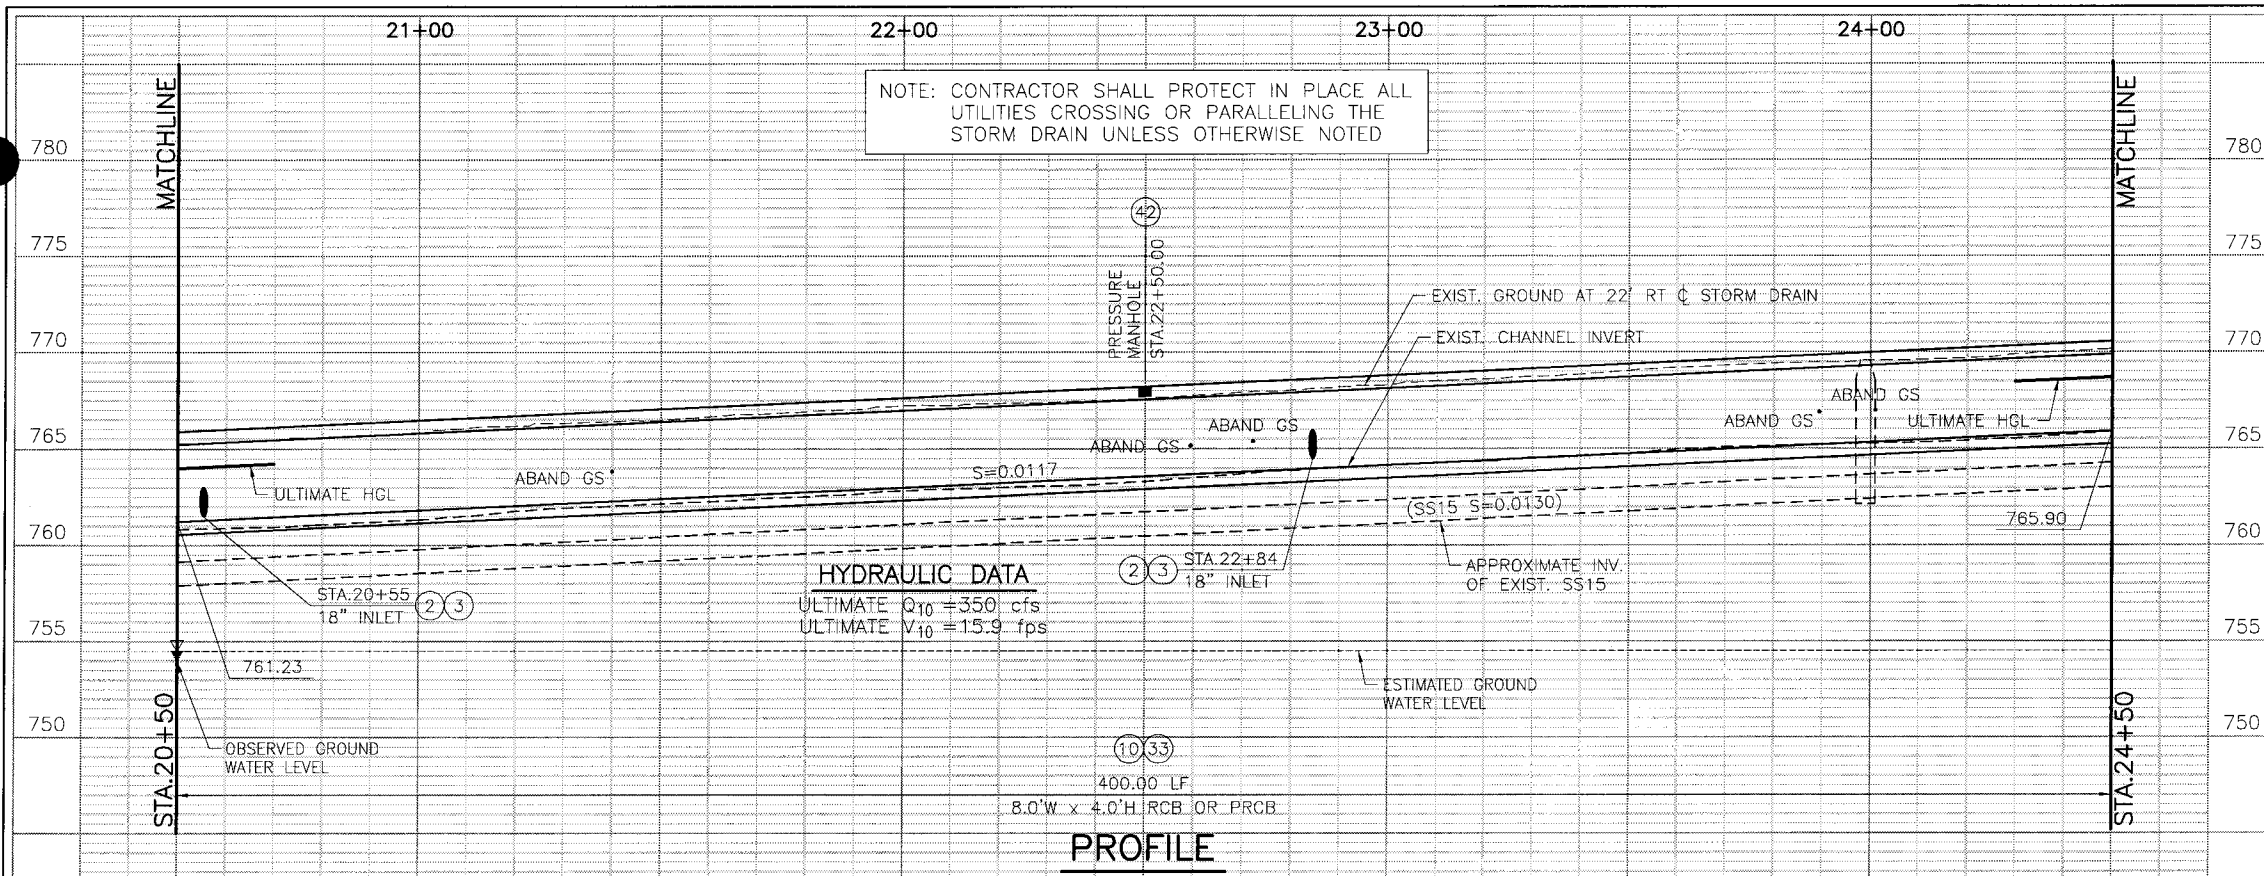 21+00 22+00 23+00 24+00
NOTE: CONTRACTOR SHALL PROTECT IN PLACE ALL
UTILITIES CROSSING OR PARALLELING THE
STORM DRAIN UNLESS OTHERWISE NOTED
MATCHLINE
MATCHLINE
780
780
42
775
775
PRESSURE
MANHOLE
STA.22+50.00
EXIST. GROUND AT 22' RT ℄ STORM DRAIN
770
EXIST. CHANNEL INVERT
770
ABAND GS
765
ABAND GS
ABAND GS
ABAND GS
ULTIMATE HGL
765
ULTIMATE HGL
ABAND GS
S=0.0117
(SS15 S=0.0130)
765.90
760
760
HYDRAULIC DATA
ULTIMATE Q10 =350 cfs
ULTIMATE V10 =15.9 fps
2 3 STA.22+84
18" INLET
APPROXIMATE INV.
OF EXIST. SS15
STA.20+55
18" INLET 2 3
755
755
761.23
ESTIMATED GROUND
WATER LEVEL
750
750
OBSERVED GROUND
WATER LEVEL
STA.20+50
STA.24+50
10 33
400.00 LF
8.0'W x 4.0'H RCB OR PRCB
PROFILE